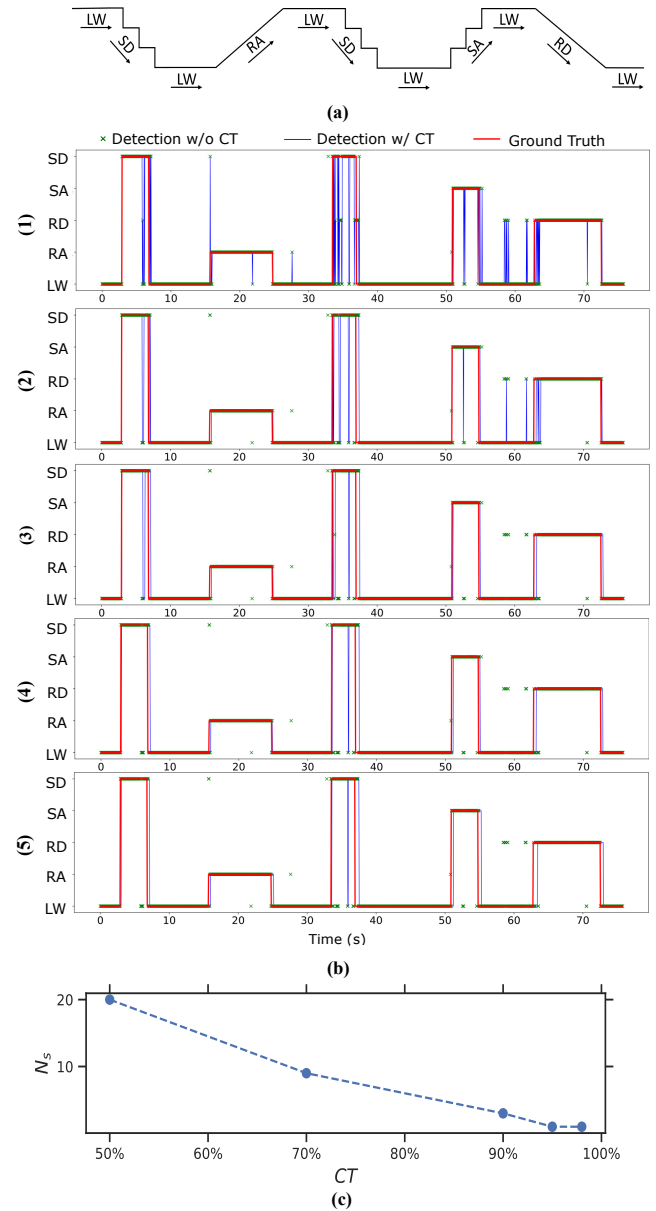 LW SD LW RA LW SD LW SA LW RD LW
(a)
× Detection w/o CT — Detection w/ CT — Ground Truth
(1)
SD
SA
RD
RA
LW
0 10 20 30 40 50 60 70
(2)
SD
SA
RD
RA
LW
0 10 20 30 40 50 60 70
(3)
SD
SA
RD
RA
LW
0 10 20 30 40 50 60 70
(4)
SD
SA
RD
RA
LW
0 10 20 30 40 50 60 70
(5)
SD
SA
RD
RA
LW
0 10 20 30 40 50 60 70
Time (s)
(b)
20
10
N_s
50% 60% 70% 80% 90% 100%
CT
(c)